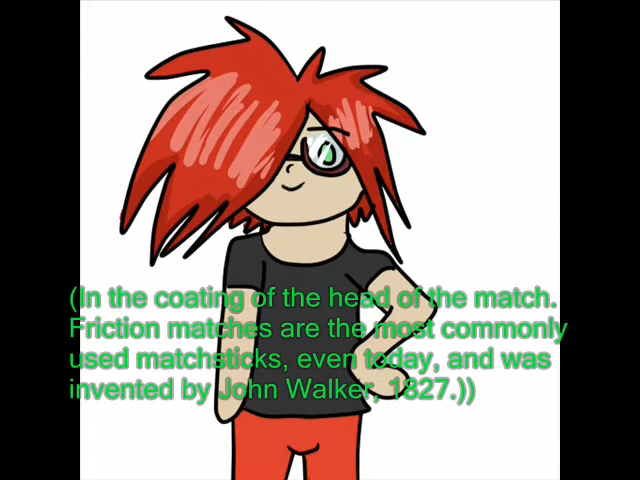 (In the coating of the head of the match.
Friction matches are the most commonly
used matchsticks, even today, and was
invented by John Walker, 1827.))